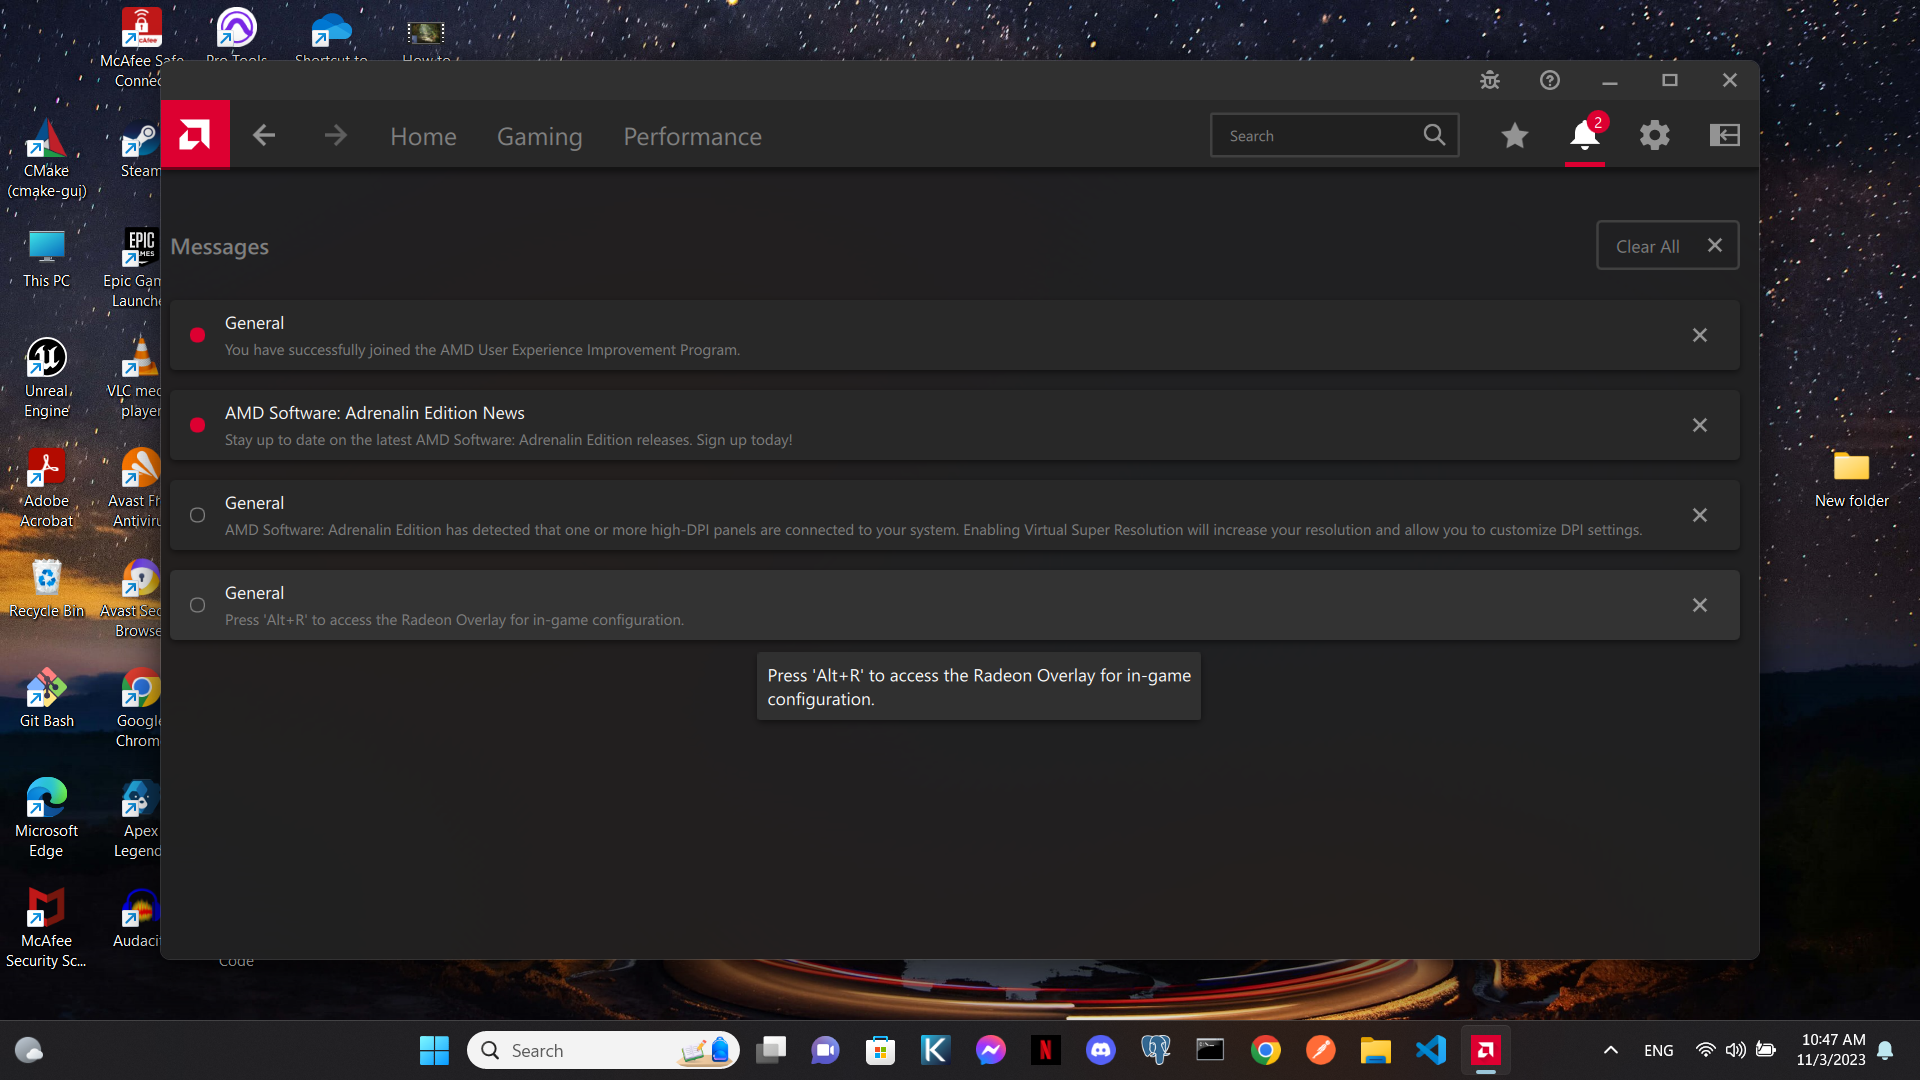 McAfee Safe
Connec
Pro Tools
Shortcut to
How to
CMake
(cmake-gui)
Steam
This PC
EPIC
GAMES
Epic Gam
Launche
Unreal
Engine
VLC med
player
Adobe
Acrobat
Avast Fr
Antiviru
Recycle Bin
Avast Sec
Browse
Git Bash
Google
Chrom
Microsoft
Edge
Apex
Legend
McAfee
Security Sc...
Audacit
Code
New folder
Home
Gaming
Performance
Search
2
Messages
Clear All
General
You have successfully joined the AMD User Experience Improvement Program.
AMD Software: Adrenalin Edition News
Stay up to date on the latest AMD Software: Adrenalin Edition releases. Sign up today!
General
AMD Software: Adrenalin Edition has detected that one or more high-DPI panels are connected to your system. Enabling Virtual Super Resolution will increase your resolution and allow you to customize DPI settings.
General
Press 'Alt+R' to access the Radeon Overlay for in-game configuration.
Press 'Alt+R' to access the Radeon Overlay for in-game
configuration.
Search
ENG
10:47 AM
11/3/2023